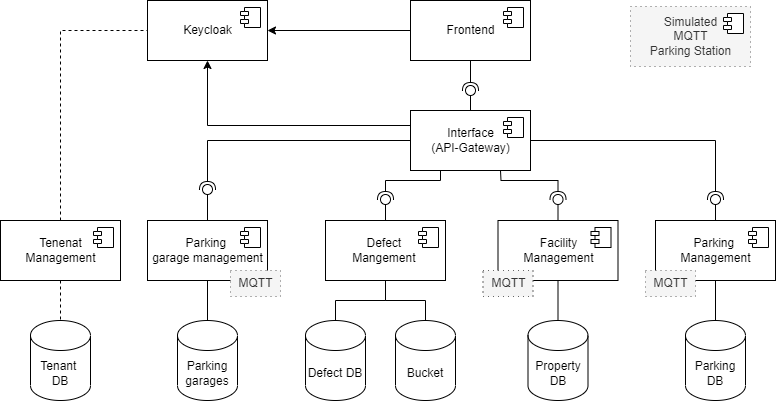 Keycloak
Frontend
Simulated
MQTT
Parking Station
Interface
(API-Gateway)
Tenenat
Management
Parking
garage management
MQTT
Defect
Mangement
Facility
Management
MQTT
Parking
Management
MQTT
Tenant
DB
Parking
garages
Defect DB
Bucket
Property
DB
Parking
DB